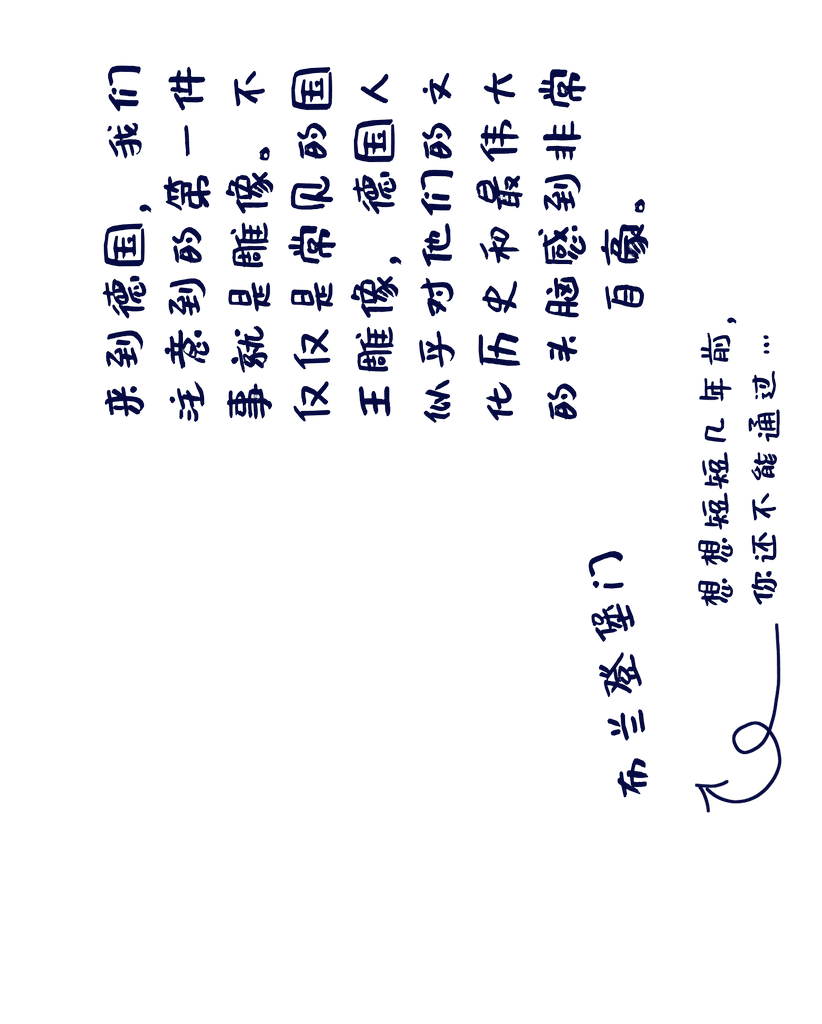 来到德国，我们
注意到的第一件
事就是雕像。不
仅仅是常见的国
王雕像，德国人
似乎对他们的文
化历史和最伟大
的头脑感到非常
自豪。
布兰登堡门
想想短短几年前，
你还不能通过…